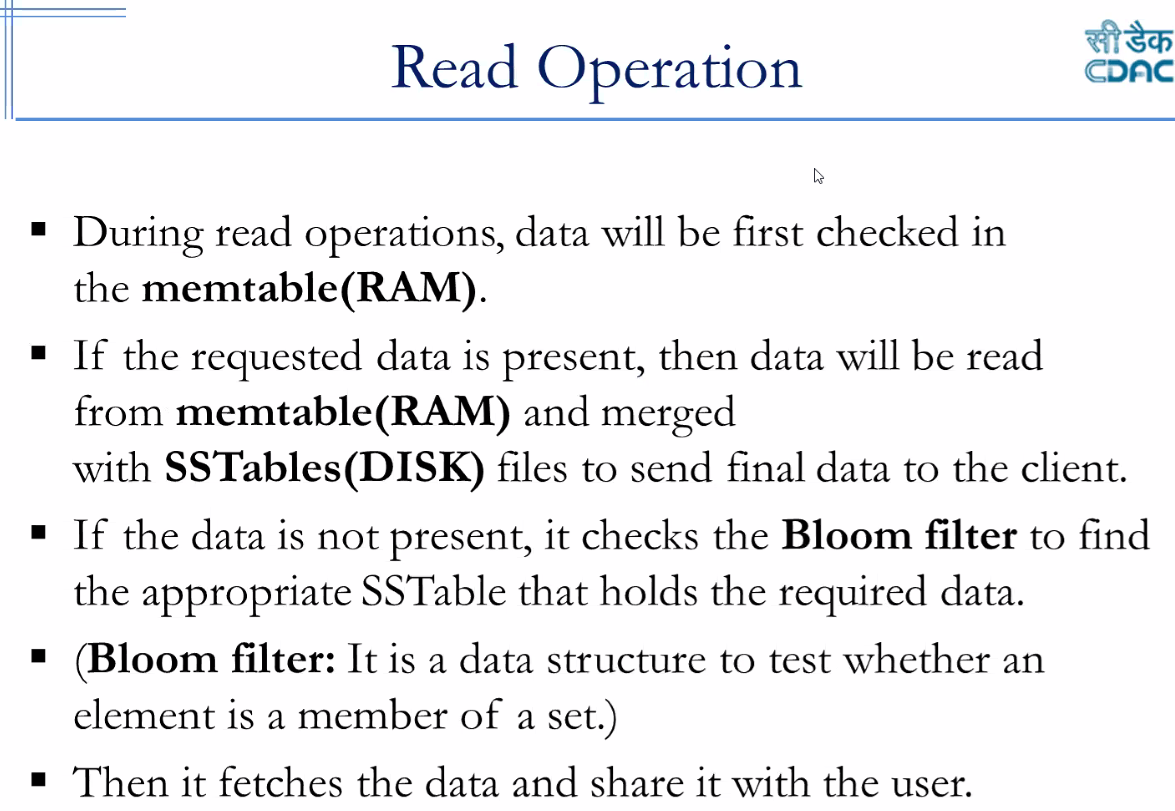 Read Operation
सी डैक
CDAC
▪ During read operations, data will be first checked in
the memtable(RAM).
▪ If the requested data is present, then data will be read
from memtable(RAM) and merged
with SSTables(DISK) files to send final data to the client.
▪ If the data is not present, it checks the Bloom filter to find
the appropriate SSTable that holds the required data.
▪ (Bloom filter: It is a data structure to test whether an
element is a member of a set.)
▪ Then it fetches the data and share it with the user.